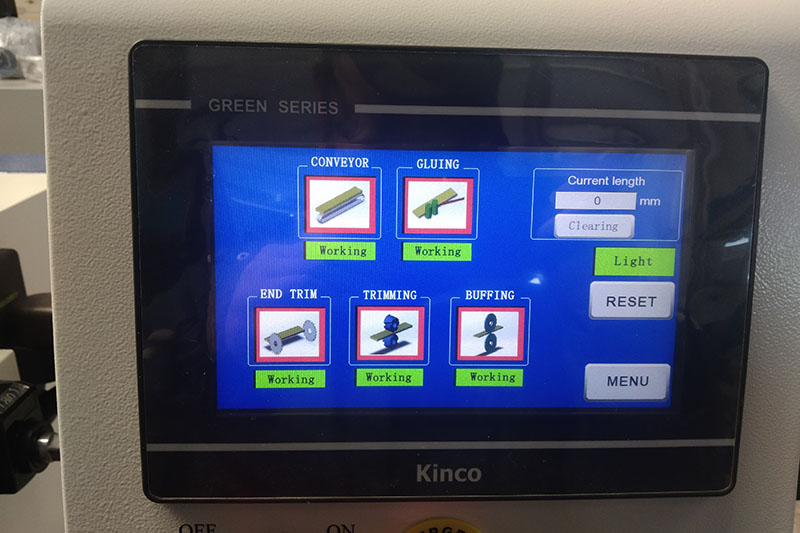 GREEN SERIES
CONVEYOR
GLUING
Current length
0 mm
Clearing
Working
Working
Light
END TRIM
TRIMMING
BUFFING
RESET
Working
Working
Working
MENU
Kinco
OFF
ON